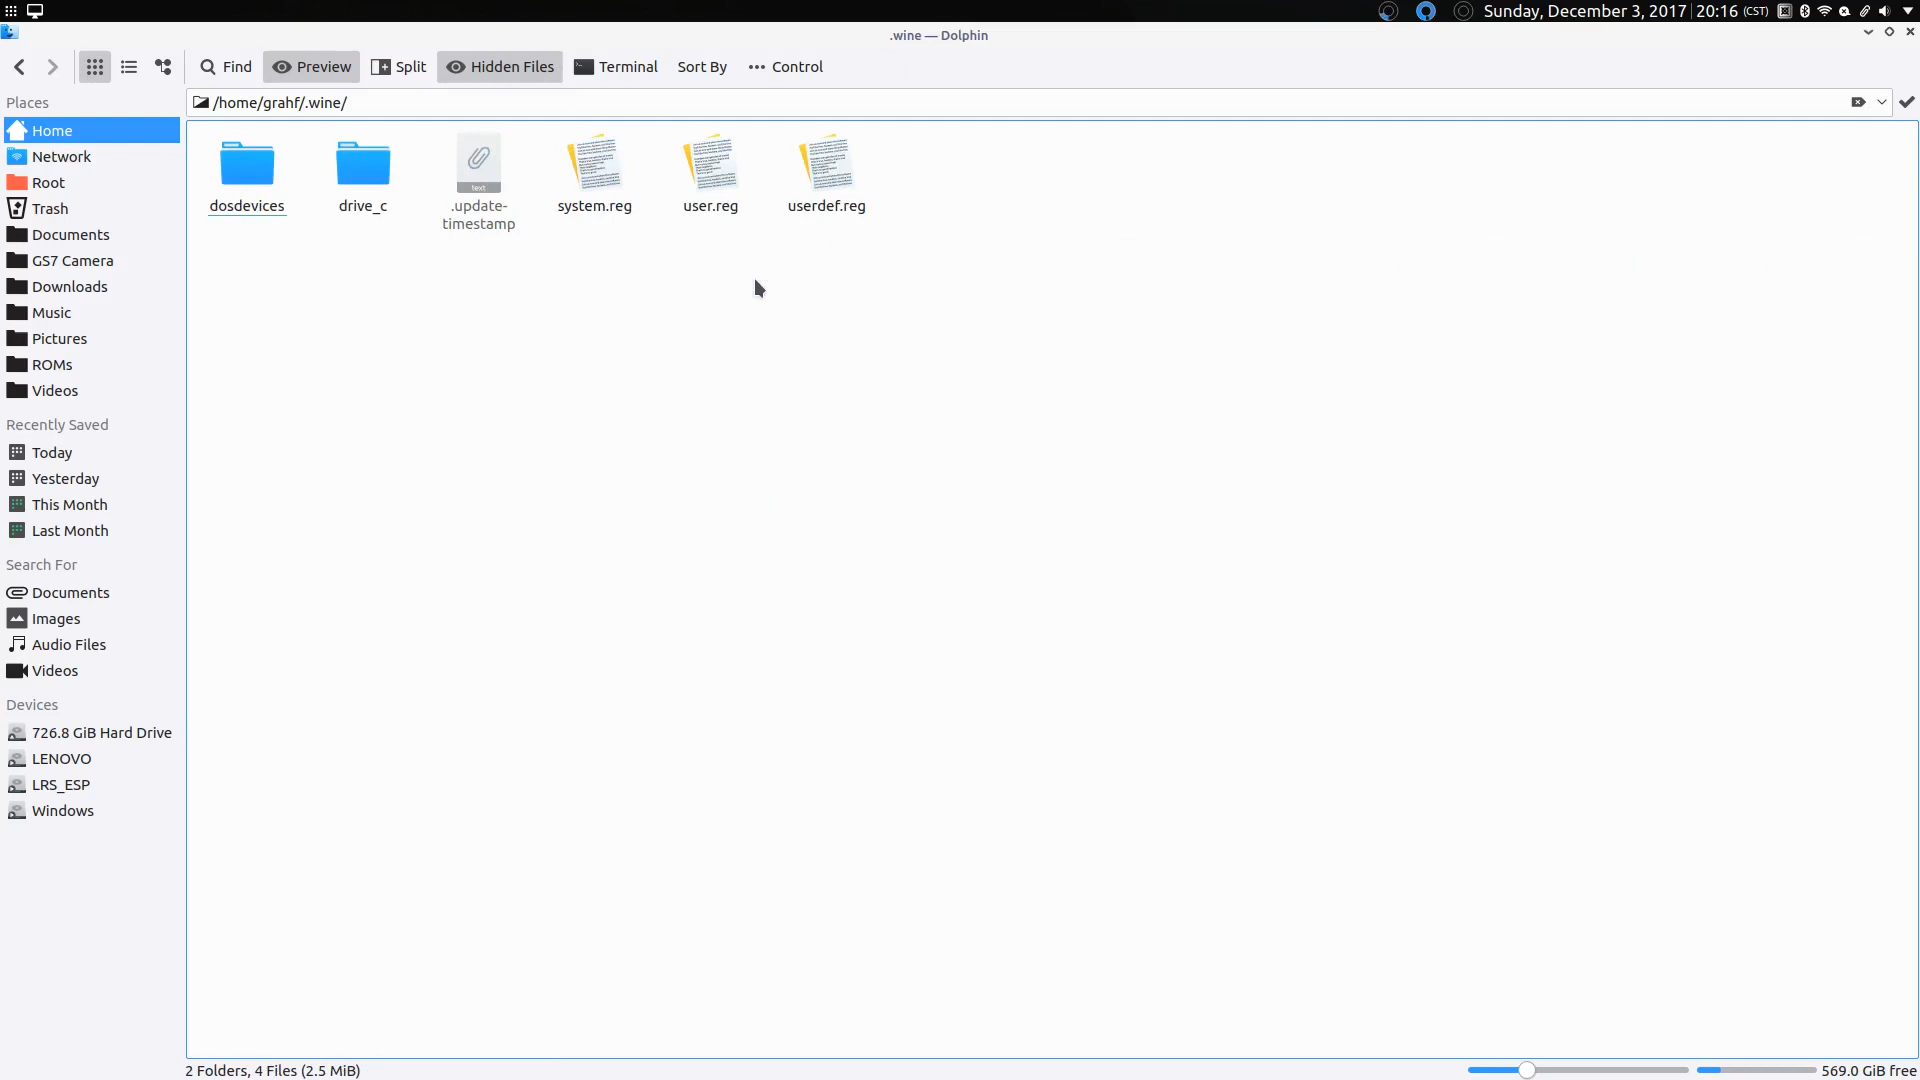 Sunday, December 3, 2017 20:16 (CST)
.wine — Dolphin
Find Preview Split Hidden Files Terminal Sort By Control
Places
/home/grahf/.wine/
Home
Network
Root
Trash
Documents
GS7 Camera
Downloads
Music
Pictures
ROMs
Videos
Recently Saved
Today
Yesterday
This Month
Last Month
Search For
Documents
Images
Audio Files
Videos
Devices
726.8 GiB Hard Drive
LENOVO
LRS_ESP
Windows
text
dosdevices drive_c .update- system.reg user.reg userdef.reg
timestamp
2 Folders, 4 Files (2.5 MiB) 569.0 GiB free